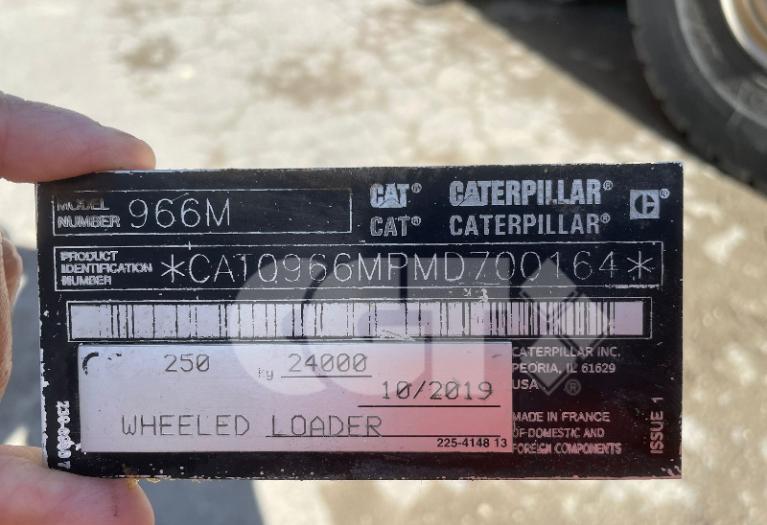 MODEL
NUMBER 966M
CAT® CATERPILLAR®
CAT® CATERPILLAR®
PRODUCT
IDENTIFICATION
NUMBER
*CAT0966MPMD700164*
250 kg 24000
10/2019
WHEELED LOADER
225-4148 13
CATERPILLAR INC.
PEORIA, IL 61629
USA
MADE IN FRANCE
OF DOMESTIC AND
FOREIGN COMPONENTS
ISSUE 1